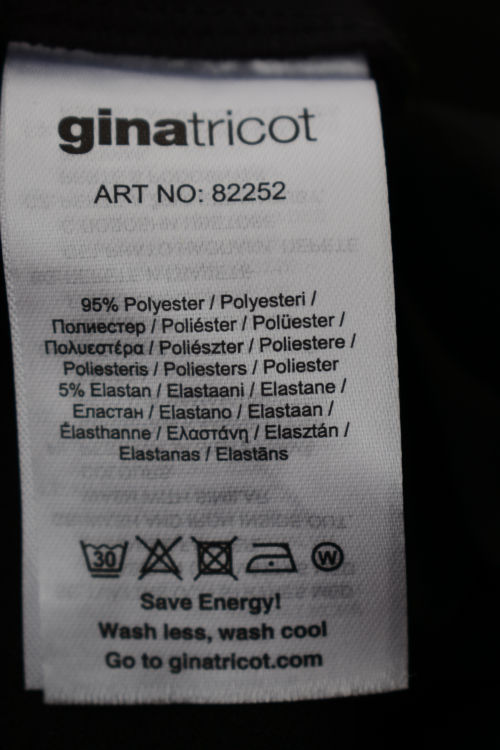 ginatricot
ART NO: 82252
95% Polyester / Polyesteri /
Полиестер / Poliéster / Polüester /
Πολυεστέρα / Poliészter / Poliestere /
Poliesteris / Poliesters / Poliester
5% Elastan / Elastaani / Elastane /
Еластан / Elastano / Elastaan /
Élasthanne / Ελαστάνη / Elasztán /
Elastanas / Elastāns
30 W
Save Energy!
Wash less, wash cool
Go to ginatricot.com